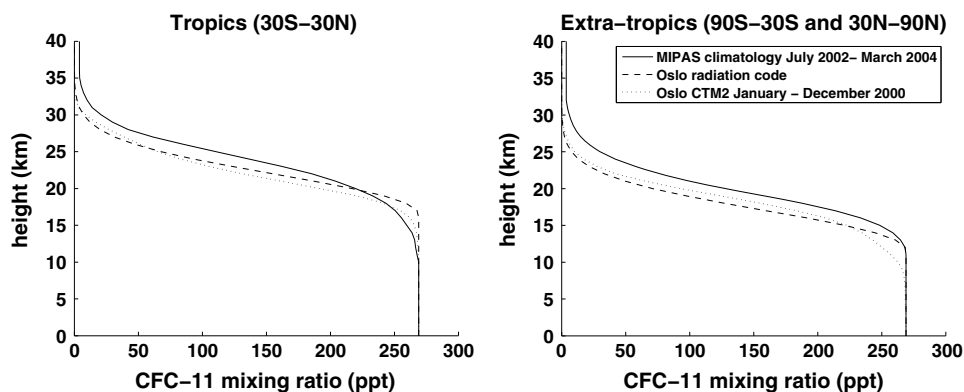 Tropics (30S−30N)
40
35
30
25
20
15
10
5
0
height (km)
0 50 100 150 200 250 300
CFC−11 mixing ratio (ppt)
Extra−tropics (90S−30S and 30N−90N)
MIPAS climatology July 2002− March 2004
Oslo radiation code
Oslo CTM2 January − December 2000
40
35
30
25
20
15
10
5
0
height (km)
0 50 100 150 200 250 300
CFC−11 mixing ratio (ppt)